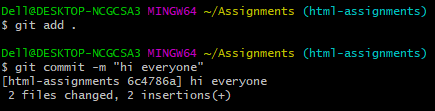 Dell@DESKTOP-NCGCSA3 MINGW64 ~/Assignments (html-assignments)
$ git add .
Dell@DESKTOP-NCGCSA3 MINGW64 ~/Assignments (html-assignments)
$ git commit -m "hi everyone"
[html-assignments 6c4786a] hi everyone
 2 files changed, 2 insertions(+)